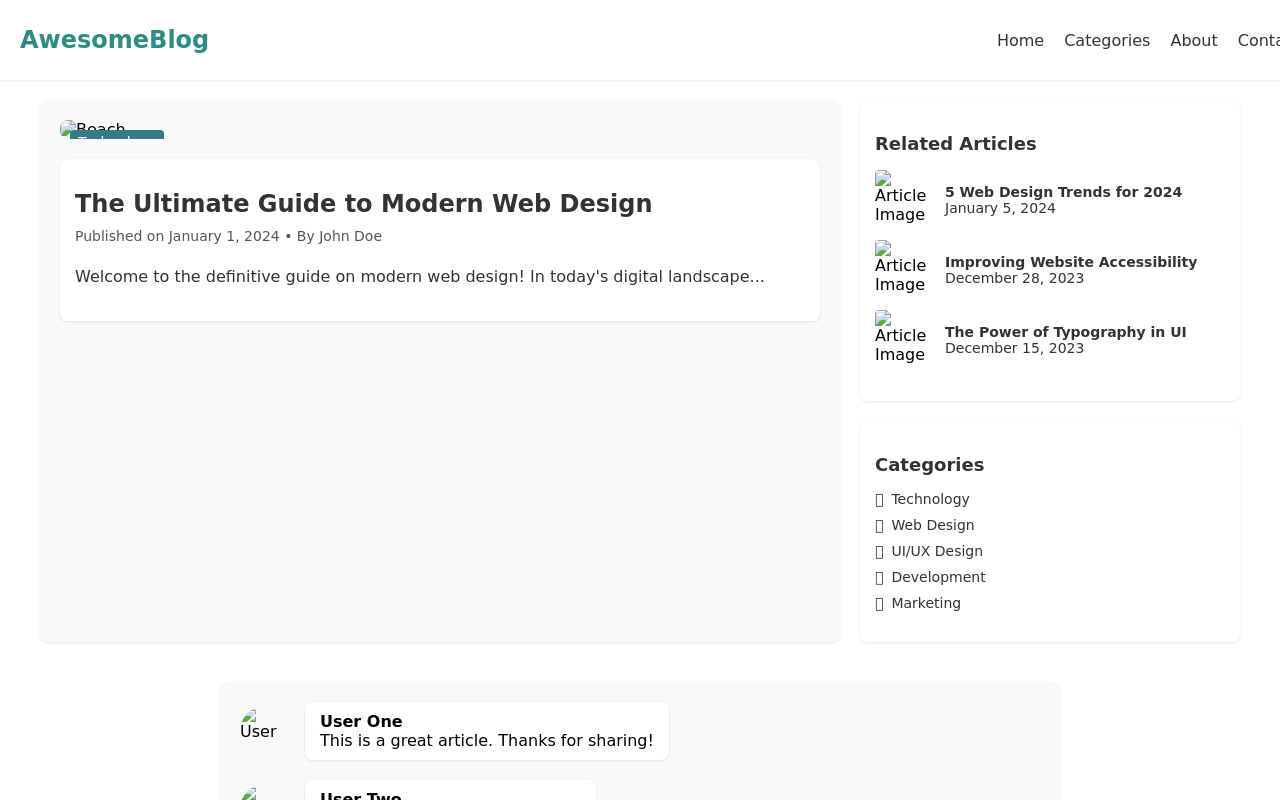 AwesomeBlog
Home Categories About Conta
Beach
The Ultimate Guide to Modern Web Design
Published on January 1, 2024 • By John Doe
Welcome to the definitive guide on modern web design! In today's digital landscape...
Related Articles
Article
Image
5 Web Design Trends for 2024
January 5, 2024
Article
Image
Improving Website Accessibility
December 28, 2023
Article
Image
The Power of Typography in UI
December 15, 2023
Categories
Technology
Web Design
UI/UX Design
Development
Marketing
User
User One
This is a great article. Thanks for sharing!
User Two